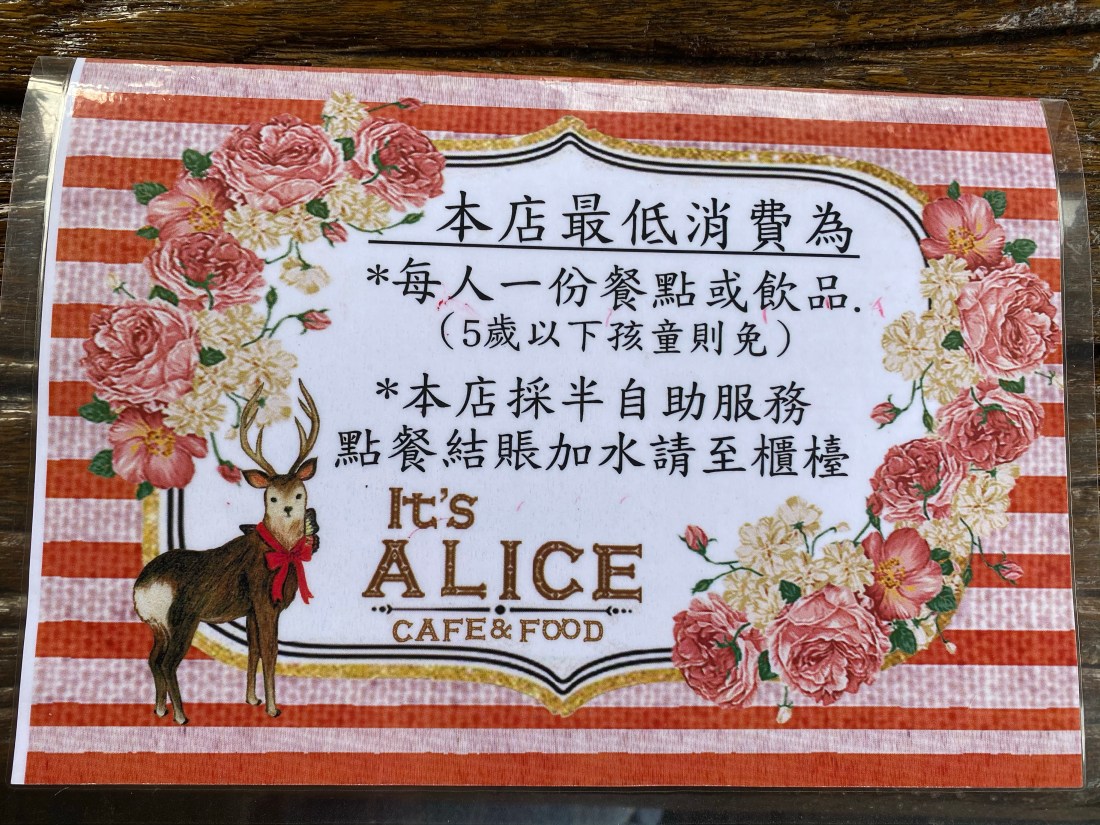 本店最低消費為
*每人一份餐點或飲品.
(5歲以下孩童則免)
*本店採半自助服務
點餐結賬加水請至櫃檯
It's
ALICE
CAFE & FOOD